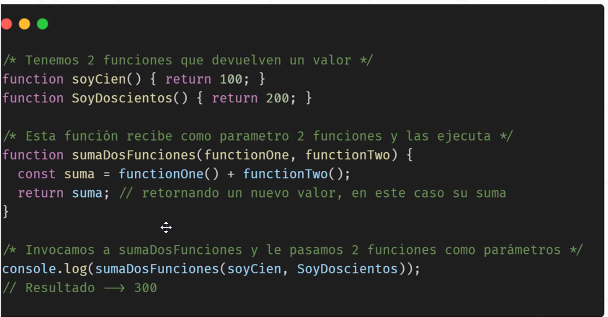 /* Tenemos 2 funciones que devuelven un valor */
function soyCien() { return 100; }
function SoyDoscientos() { return 200; }
/* Esta función recibe como parametro 2 funciones y las ejecuta */
function sumaDosFunciones(functionOne, functionTwo) {
  const suma = functionOne() + functionTwo();
  return suma; // retornando un nuevo valor, en este caso su suma
}
/* Invocamos a sumaDosFunciones y le pasamos 2 funciones como parámetros */
console.log(sumaDosFunciones(soyCien, SoyDoscientos));
// Resultado ——> 300